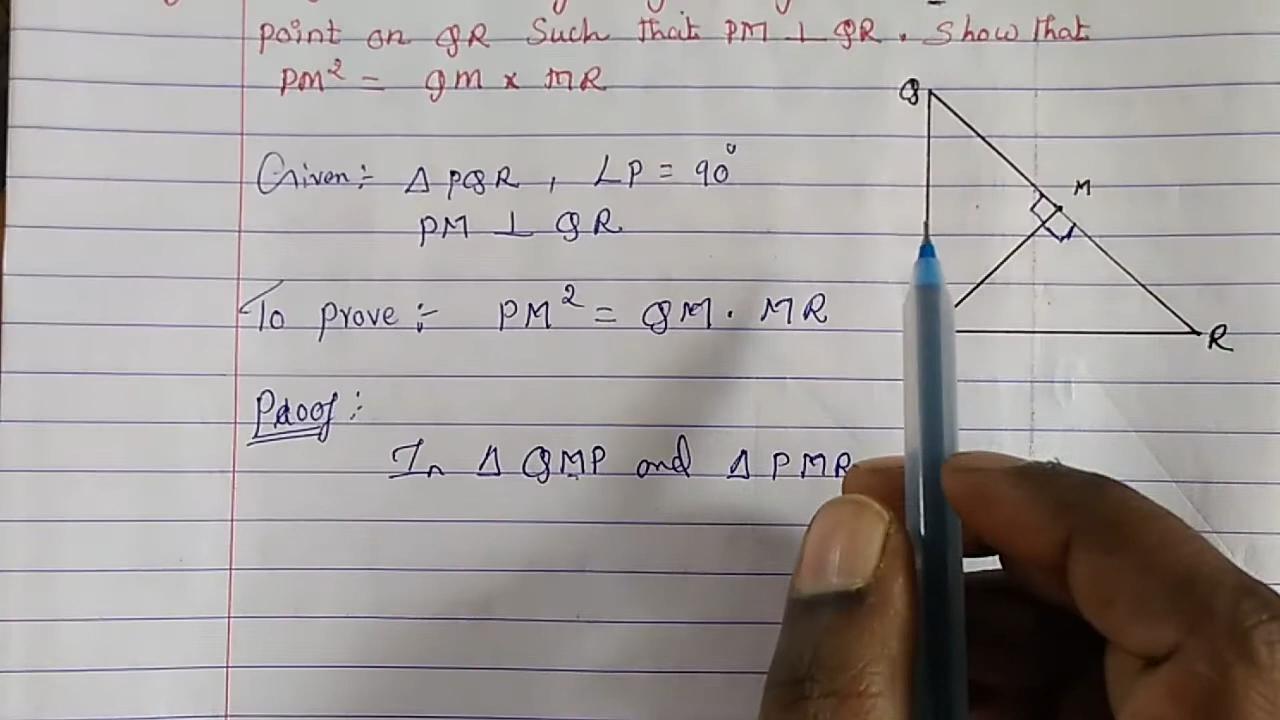 point on QR Such that PM ⊥ QR. Show that
PM² = QM × MR
Given:- Δ PQR, ∠P = 90°
PM ⊥ QR
To prove:- PM² = QM . MR
Proof:
In Δ QMP and Δ PMR
Q
M
R